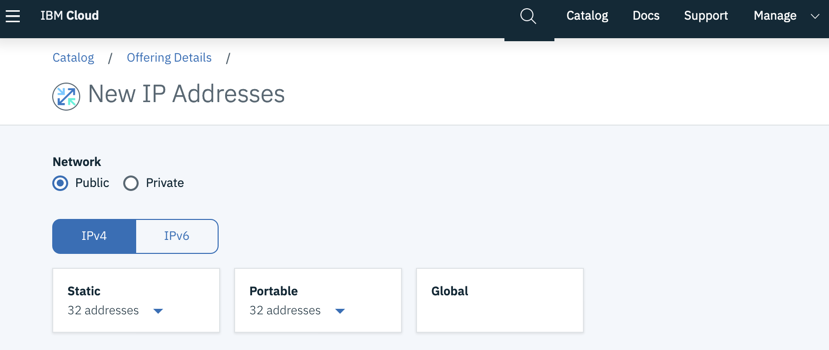 IBM Cloud Catalog Docs Support Manage
Catalog / Offering Details /
New IP Addresses
Network
Public Private
IPv4 IPv6
Static Portable Global
32 addresses 32 addresses